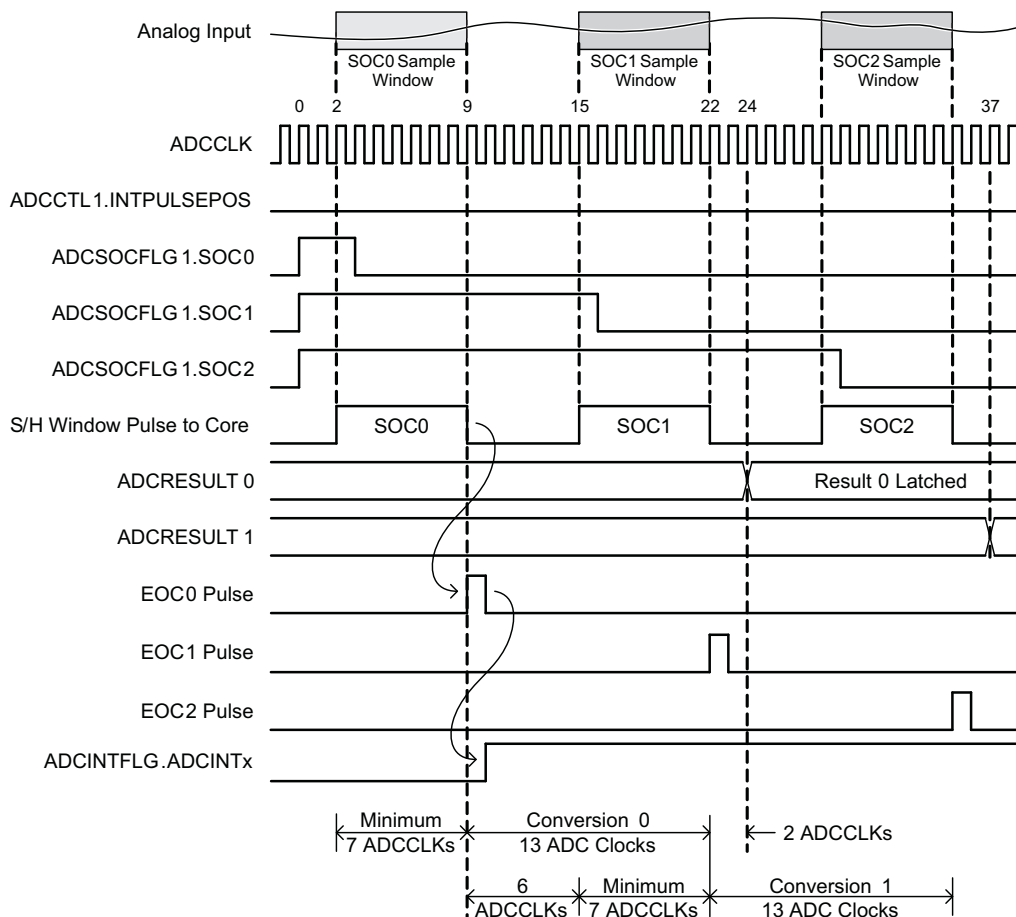 Analog Input
SOC0 Sample
Window
SOC1 Sample
Window
SOC2 Sample
Window
0 2 9 15 22 24 37
ADCCLK
ADCCTL1.INTPULSEPOS
ADCSOCFLG 1.SOC0
ADCSOCFLG 1.SOC1
ADCSOCFLG 1.SOC2
S/H Window Pulse to Core
SOC0 SOC1 SOC2
ADCRESULT 0
Result 0 Latched
ADCRESULT 1
EOC0 Pulse
EOC1 Pulse
EOC2 Pulse
ADCINTFLG.ADCINTx
Minimum
7 ADCCLKs
Conversion 0
13 ADC Clocks
2 ADCCLKs
6
ADCCLKs
Minimum
7 ADCCLKs
Conversion 1
13 ADC Clocks